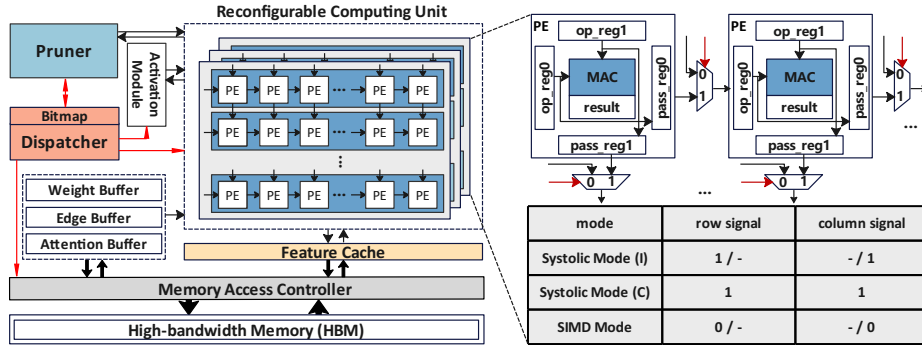 Reconfigurable Computing Unit
Pruner
Activation Module
Bitmap
Dispatcher
Weight Buffer
Edge Buffer
Attention Buffer
PE PE PE ··· PE PE
PE PE PE ··· PE PE
⋮
PE PE PE ··· PE PE
Feature Cache
Memory Access Controller
High-bandwidth Memory (HBM)
PE
op_reg1
op_reg0
MAC
result
pass_reg0
pass_reg1
0
1
0 1
PE
op_reg1
op_reg0
MAC
result
pass_reg0
pass_reg1
0
1
0 1
...
...
mode row signal column signal
Systolic Mode (I) 1 / - - / 1
Systolic Mode (C) 1 1
SIMD Mode 0 / - - / 0